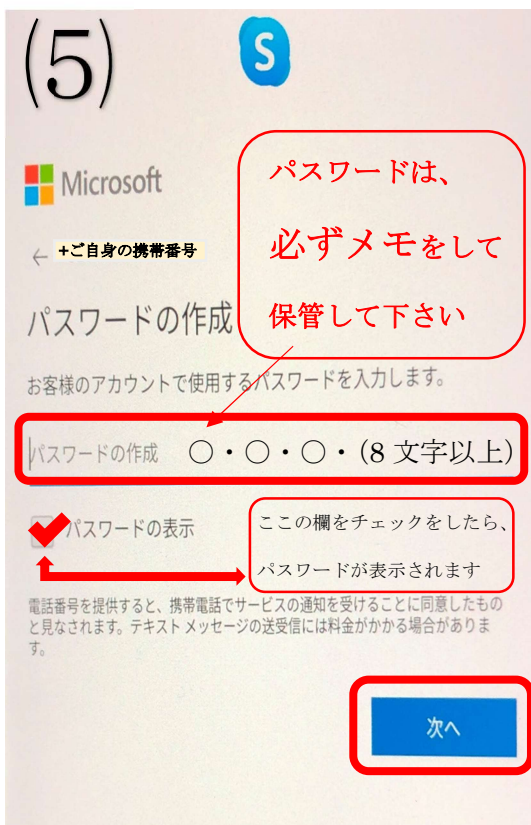 (5)
S
Microsoft
パスワードは、
必ずメモをして
保管して下さい
← +ご自身の携帯番号
パスワードの作成
お客様のアカウントで使用するパスワードを入力します。
パスワードの作成 〇・〇・〇・(8 文字以上)
パスワードの表示
ここの欄をチェックをしたら、
パスワードが表示されます
電話番号を提供すると、携帯電話でサービスの通知を受けることに同意したもの
と見なされます。テキスト メッセージの送受信には料金がかかる場合がありま
す。
次へ